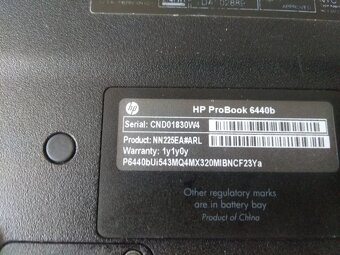 hp
HP ProBook 6440b
Serial: CND01830W4
Product: NN225EA#ARL
Warranty: 1y1y0y
P6440bUi543MQ4MX320MIBNCF23Ya
Other regulatory marks
are in battery bay
Product of China